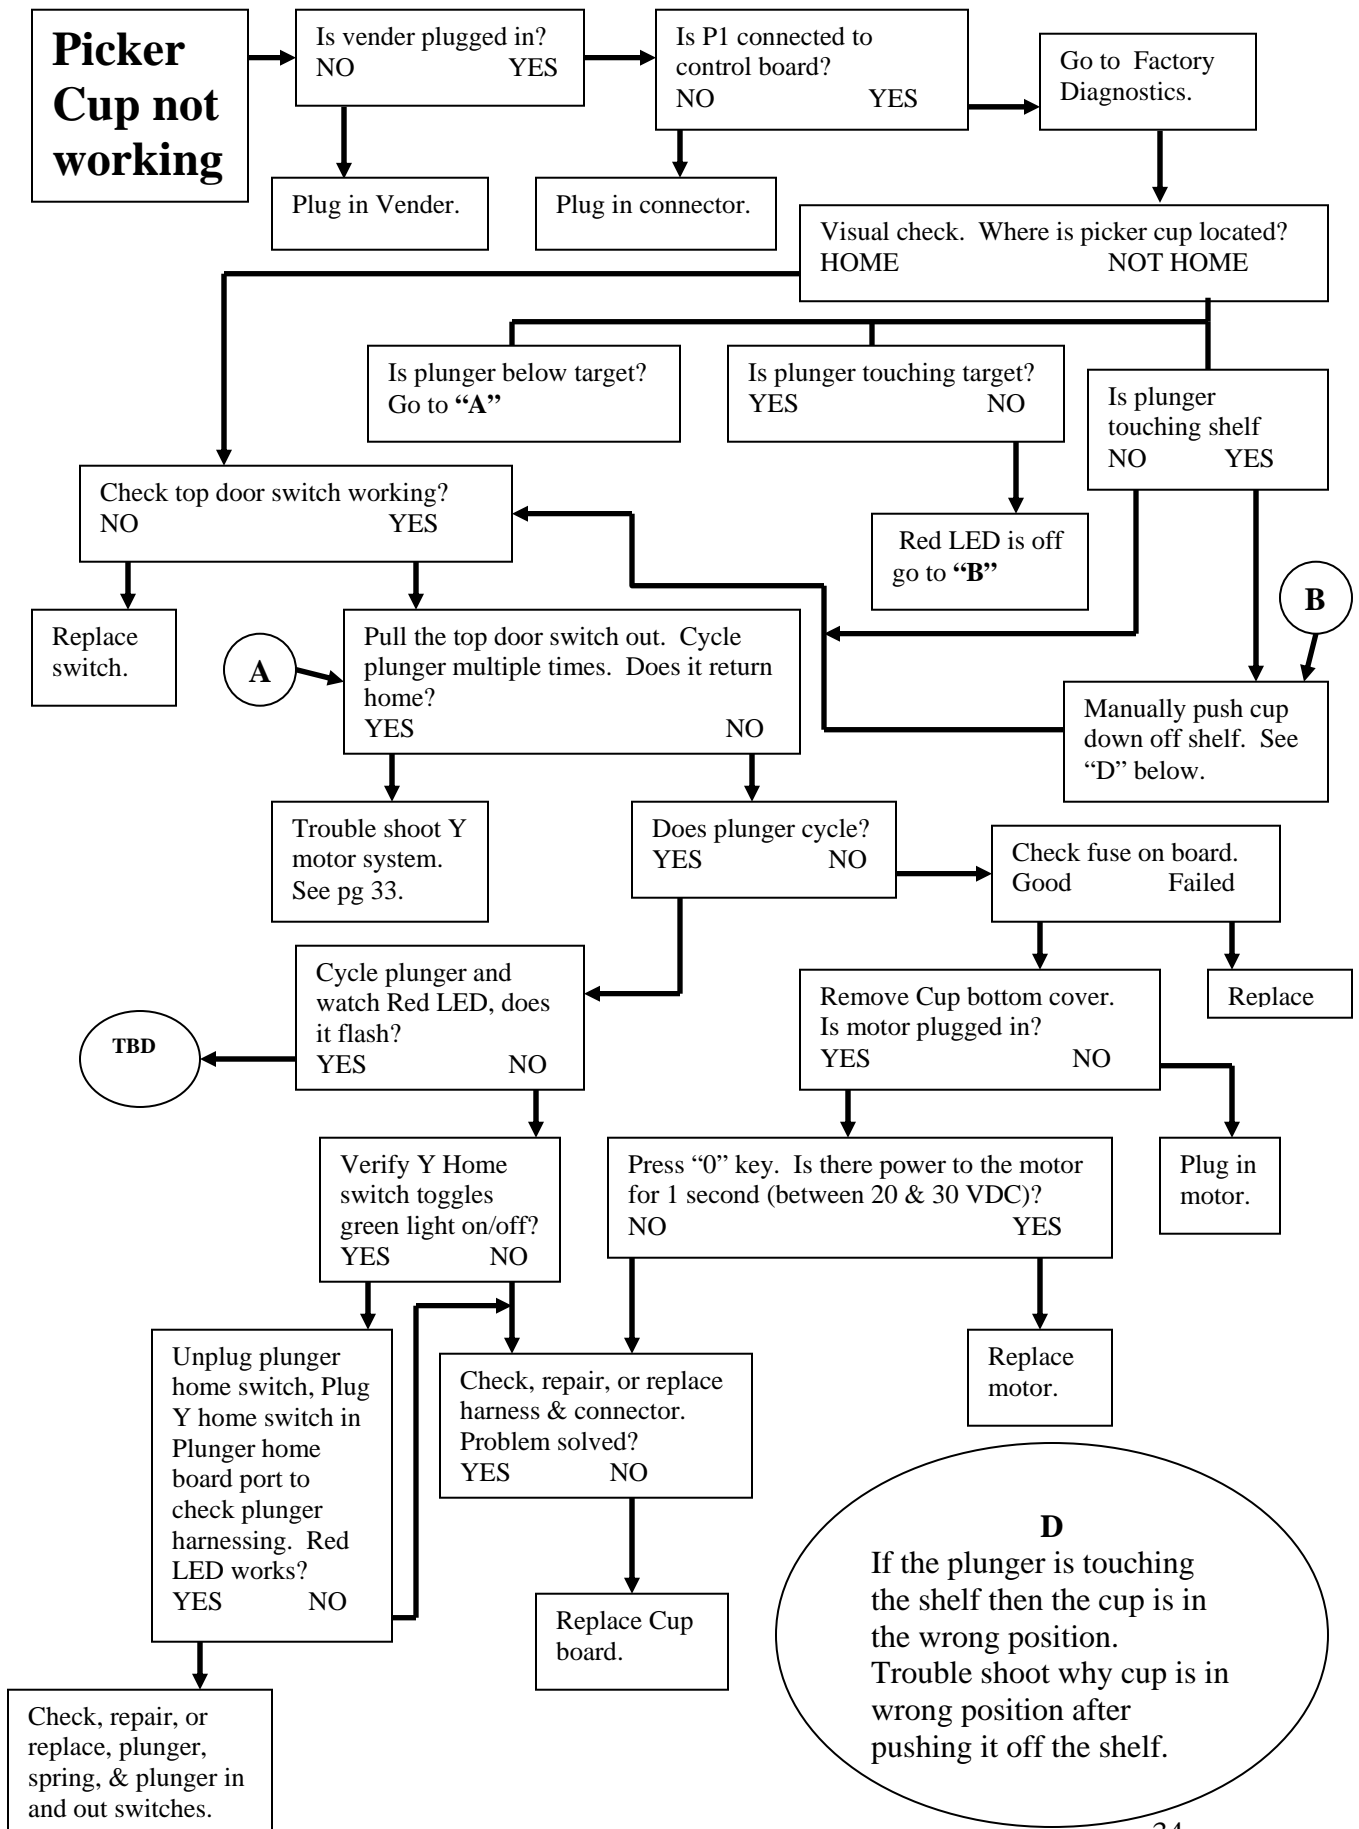 Picker
Cup not
working
Is vender plugged in?
NO YES
Is P1 connected to
control board?
NO YES
Go to Factory
Diagnostics.
Plug in Vender.
Plug in connector.
Visual check. Where is picker cup located?
HOME NOT HOME
Is plunger below target?
Go to “A”
Is plunger touching target?
YES NO
Is plunger
touching shelf
NO YES
Check top door switch working?
NO YES
Red LED is off
go to “B”
B
Replace
switch.
A
Pull the top door switch out. Cycle
plunger multiple times. Does it return
home?
YES NO
Manually push cup
down off shelf. See
“D” below.
Trouble shoot Y
motor system.
See pg 33.
Does plunger cycle?
YES NO
Check fuse on board.
Good Failed
Cycle plunger and
watch Red LED, does
it flash?
YES NO
TBD
Remove Cup bottom cover.
Is motor plugged in?
YES NO
Replace
Verify Y Home
switch toggles
green light on/off?
YES NO
Press “0” key. Is there power to the motor
for 1 second (between 20 & 30 VDC)?
NO YES
Plug in
motor.
Unplug plunger
home switch, Plug
Y home switch in
Plunger home
board port to
check plunger
harnessing. Red
LED works?
YES NO
Check, repair, or replace
harness & connector.
Problem solved?
YES NO
Replace
motor.
Replace Cup
board.
D
If the plunger is touching
the shelf then the cup is in
the wrong position.
Trouble shoot why cup is in
wrong position after
pushing it off the shelf.
Check, repair, or
replace, plunger,
spring, & plunger in
and out switches.
34